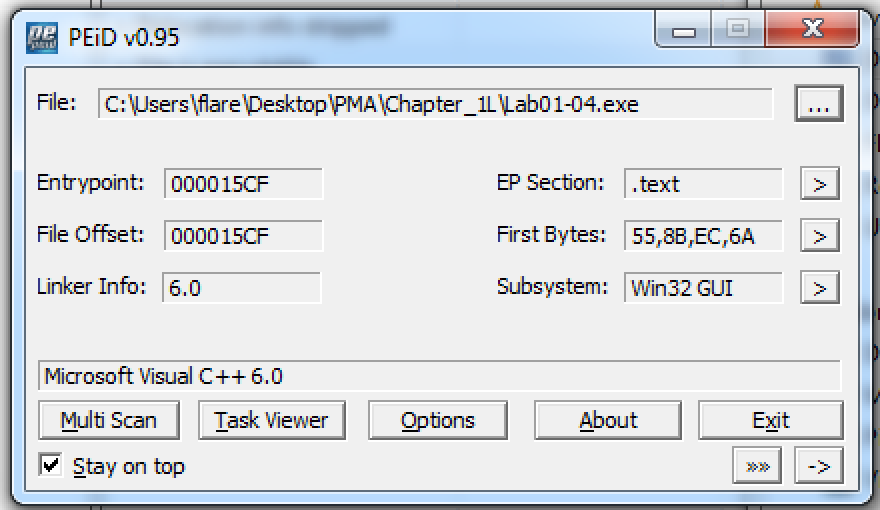 PEiD v0.95
File: C:\Users\flare\Desktop\PMA\Chapter_1L\Lab01-04.exe ...
Entrypoint: 000015CF EP Section: .text >
File Offset: 000015CF First Bytes: 55,8B,EC,6A >
Linker Info: 6.0 Subsystem: Win32 GUI >
Microsoft Visual C++ 6.0
Multi Scan Task Viewer Options About Exit
Stay on top »» ->